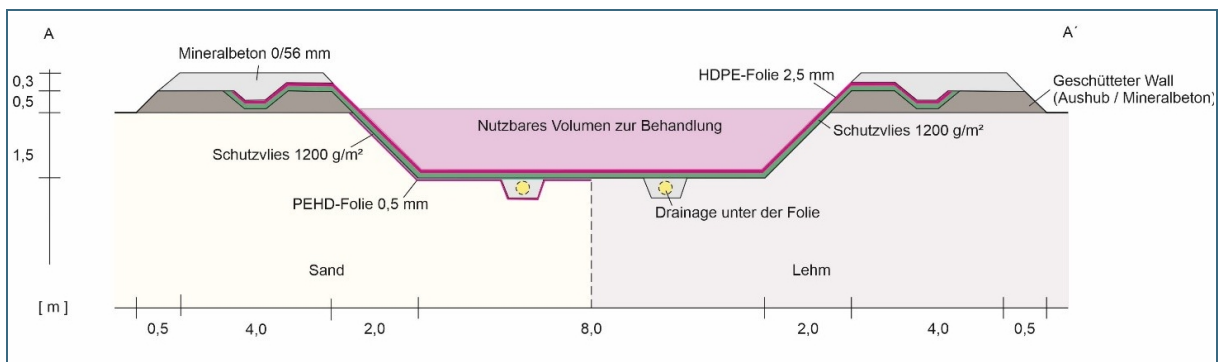 A
A´
Mineralbeton 0/56 mm
HDPE-Folie 2,5 mm
0,3
0,5
Geschütteter Wall
(Aushub / Mineralbeton)
Nutzbares Volumen zur Behandlung
Schutzvlies 1200 g/m²
Schutzvlies 1200 g/m²
1,5
PEHD-Folie 0,5 mm
Drainage unter der Folie
Sand
Lehm
[ m ]
0,5
4,0
2,0
8,0
2,0
4,0
0,5